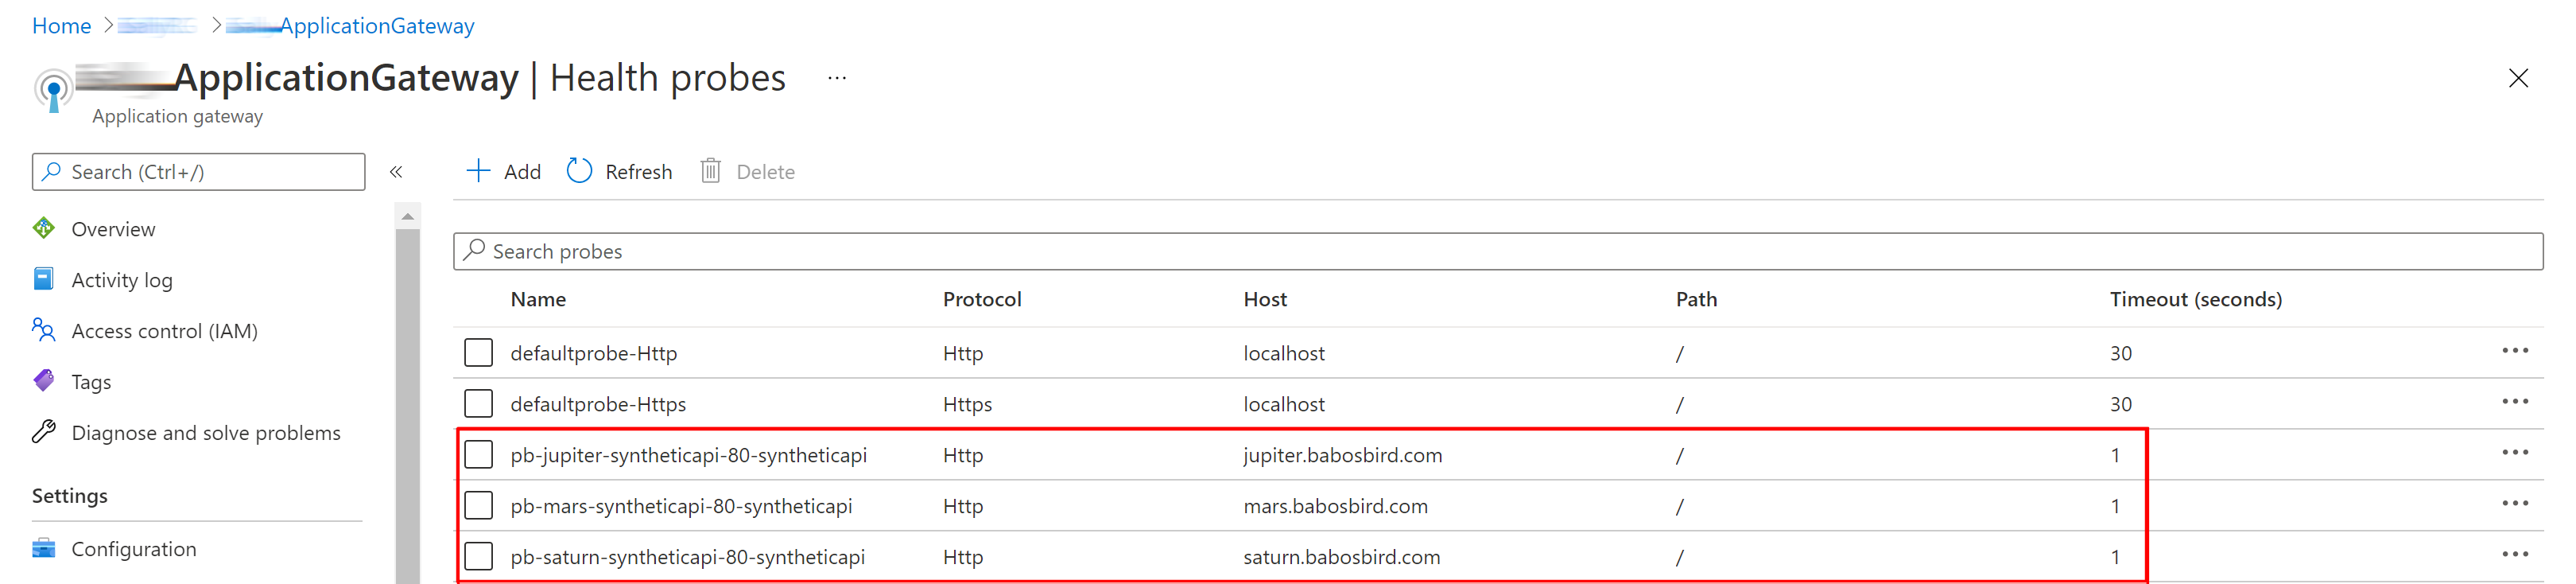 Home > > ApplicationGateway
ApplicationGateway | Health probes ...
Application gateway
Search (Ctrl+/) «
Add Refresh Delete
Overview
Activity log
Access control (IAM)
Tags
Diagnose and solve problems
Settings
Configuration
Search probes
Name Protocol Host Path Timeout (seconds)
defaultprobe-Http Http localhost / 30 ...
defaultprobe-Https Https localhost / 30 ...
pb-jupiter-syntheticapi-80-syntheticapi Http jupiter.babosbird.com / 1 ...
pb-mars-syntheticapi-80-syntheticapi Http mars.babosbird.com / 1 ...
pb-saturn-syntheticapi-80-syntheticapi Http saturn.babosbird.com / 1 ...